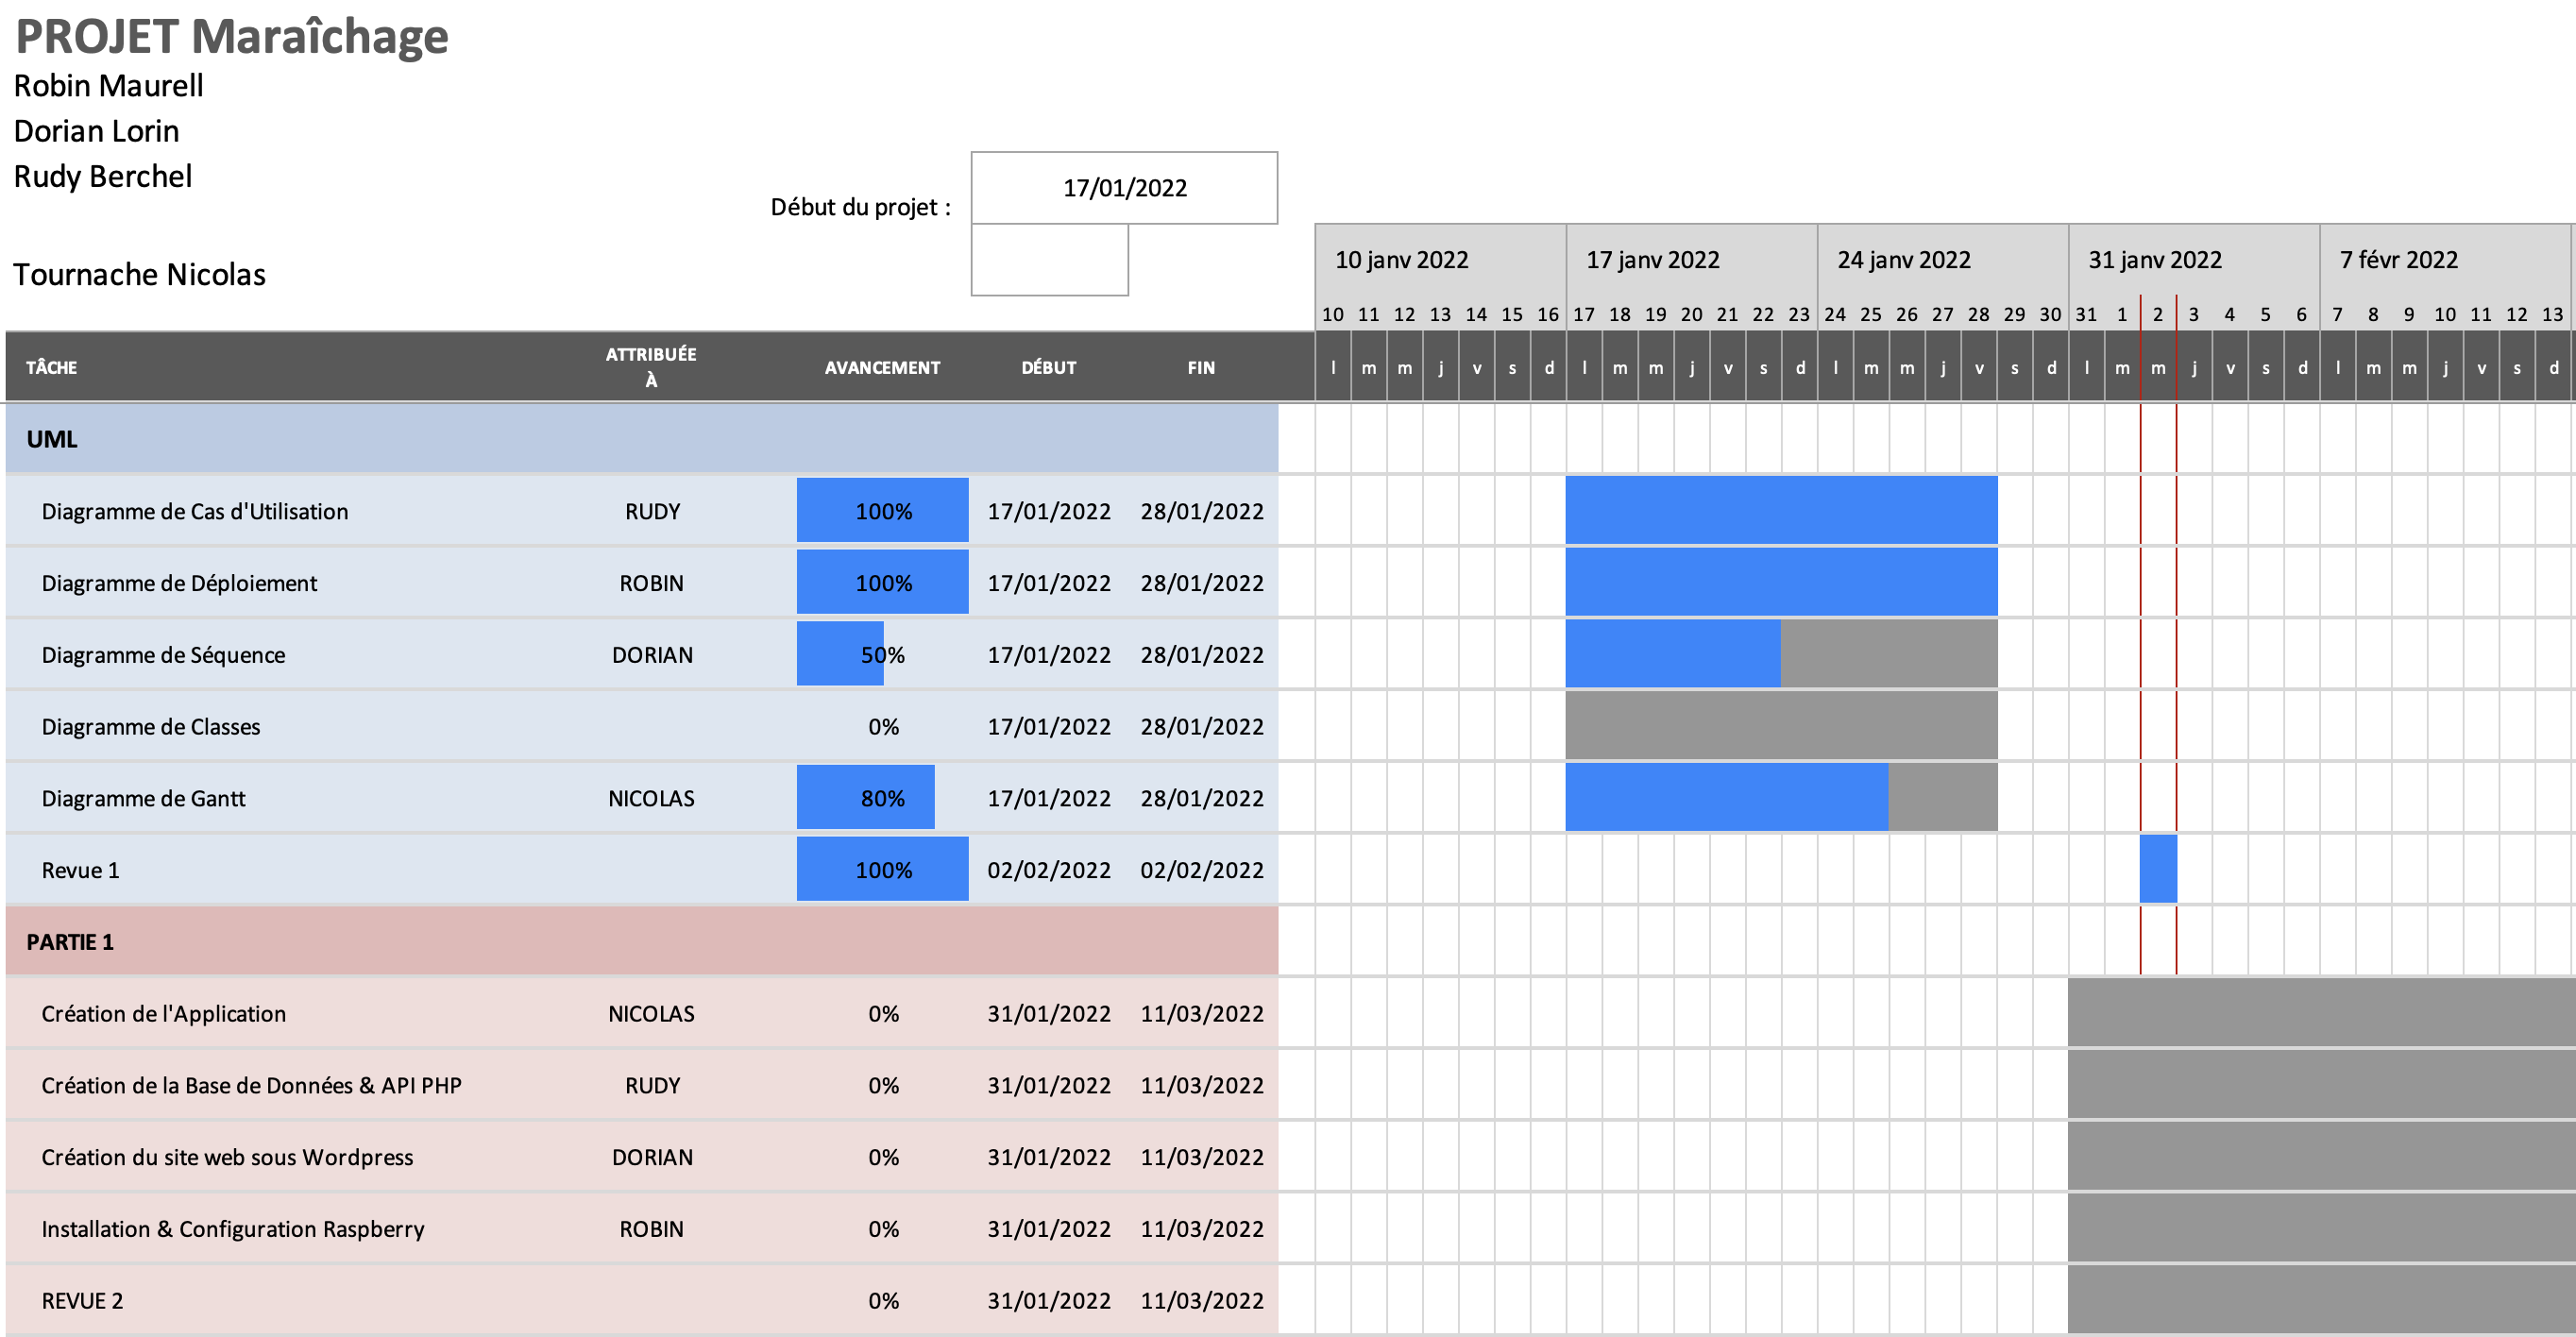 PROJET Maraîchage
Robin Maurell
Dorian Lorin
Rudy Berchel
17/01/2022
Début du projet :
Tournache Nicolas
10 janv 2022 17 janv 2022 24 janv 2022 31 janv 2022 7 févr 2022
10 11 12 13 14 15 16 17 18 19 20 21 22 23 24 25 26 27 28 29 30 31 1 2 3 4 5 6 7 8 9 10 11 12 13
TÂCHE ATTRIBUÉE À AVANCEMENT DÉBUT FIN l m m j v s d l m m j v s d l m m j v s d l m m j v s d l m m j v s d
UML
Diagramme de Cas d'Utilisation RUDY 100% 17/01/2022 28/01/2022
Diagramme de Déploiement ROBIN 100% 17/01/2022 28/01/2022
Diagramme de Séquence DORIAN 50% 17/01/2022 28/01/2022
Diagramme de Classes 0% 17/01/2022 28/01/2022
Diagramme de Gantt NICOLAS 80% 17/01/2022 28/01/2022
Revue 1 100% 02/02/2022 02/02/2022
PARTIE 1
Création de l'Application NICOLAS 0% 31/01/2022 11/03/2022
Création de la Base de Données & API PHP RUDY 0% 31/01/2022 11/03/2022
Création du site web sous Wordpress DORIAN 0% 31/01/2022 11/03/2022
Installation & Configuration Raspberry ROBIN 0% 31/01/2022 11/03/2022
REVUE 2 0% 31/01/2022 11/03/2022